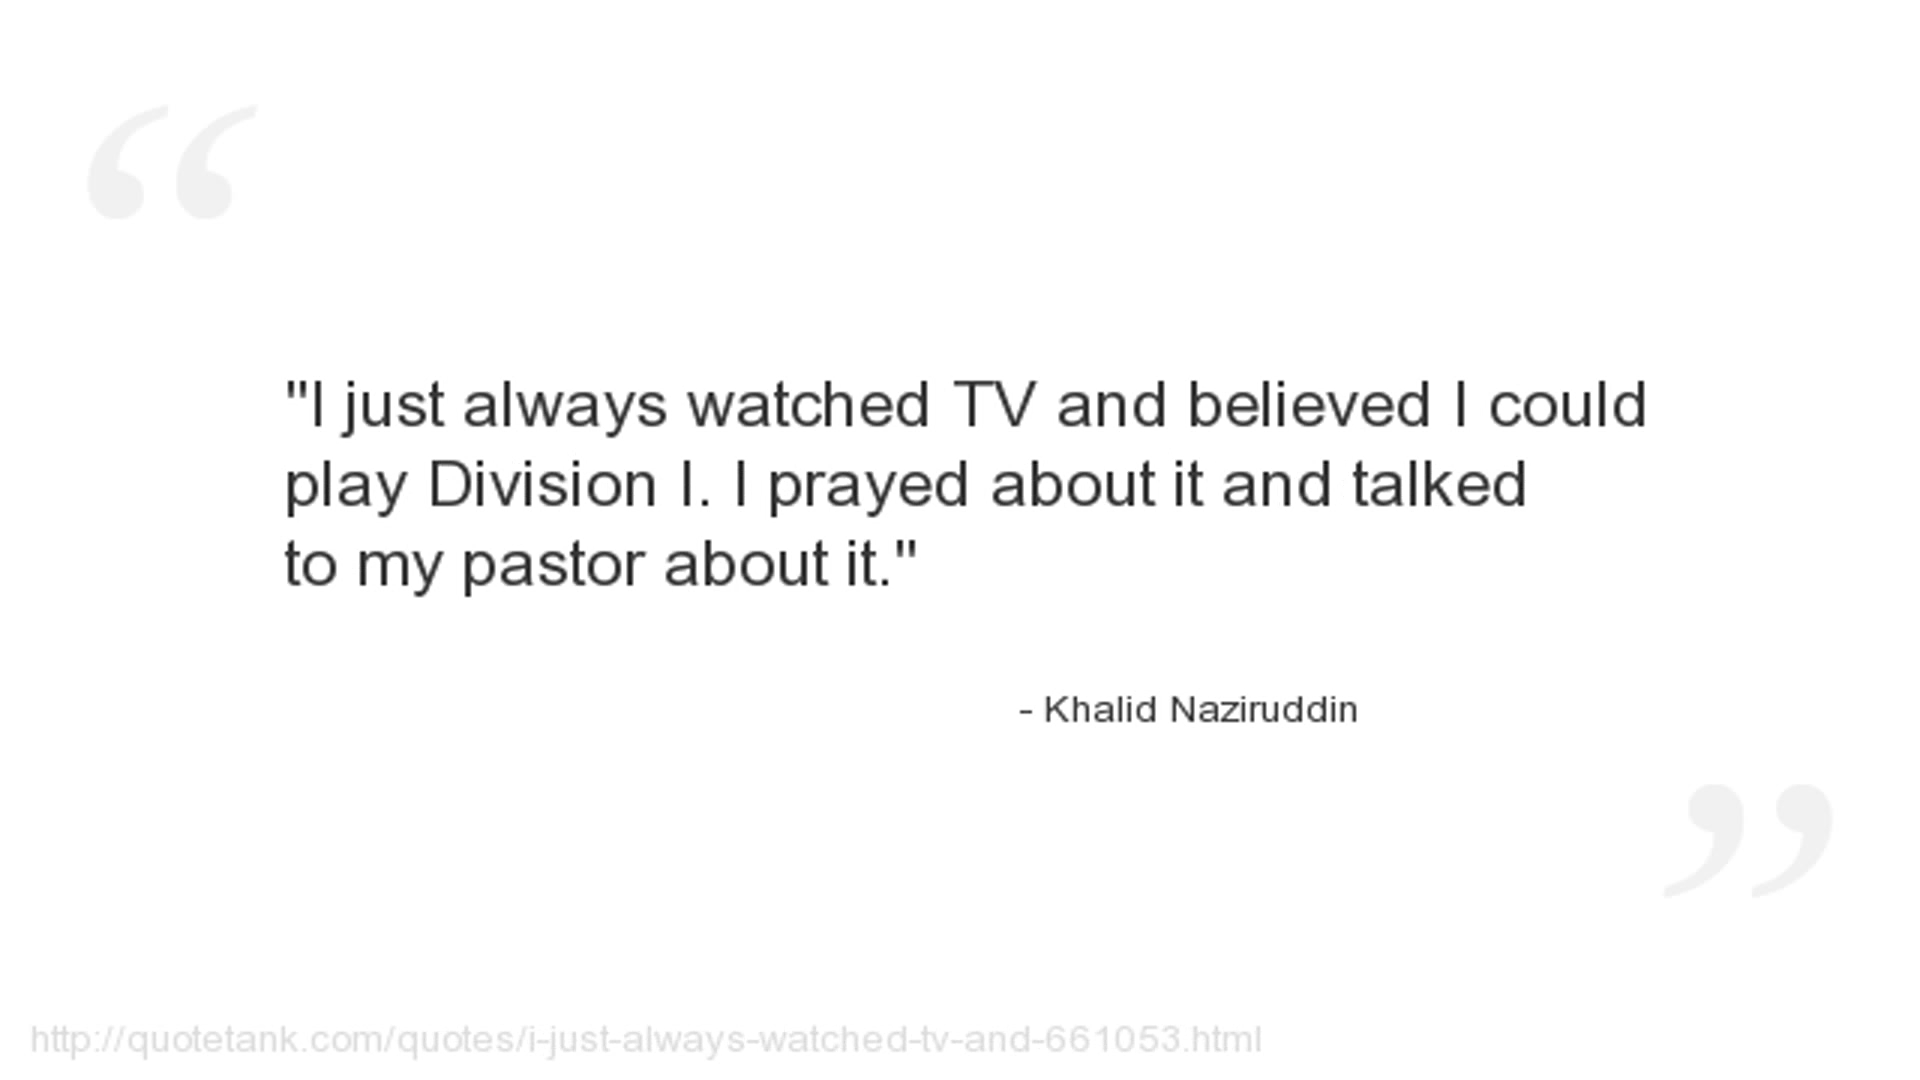 "I just always watched TV and believed I could
play Division I. I prayed about it and talked
to my pastor about it."
- Khalid Naziruddin
http://quotetank.com/quotes/i-just-always-watched-tv-and-661053.html